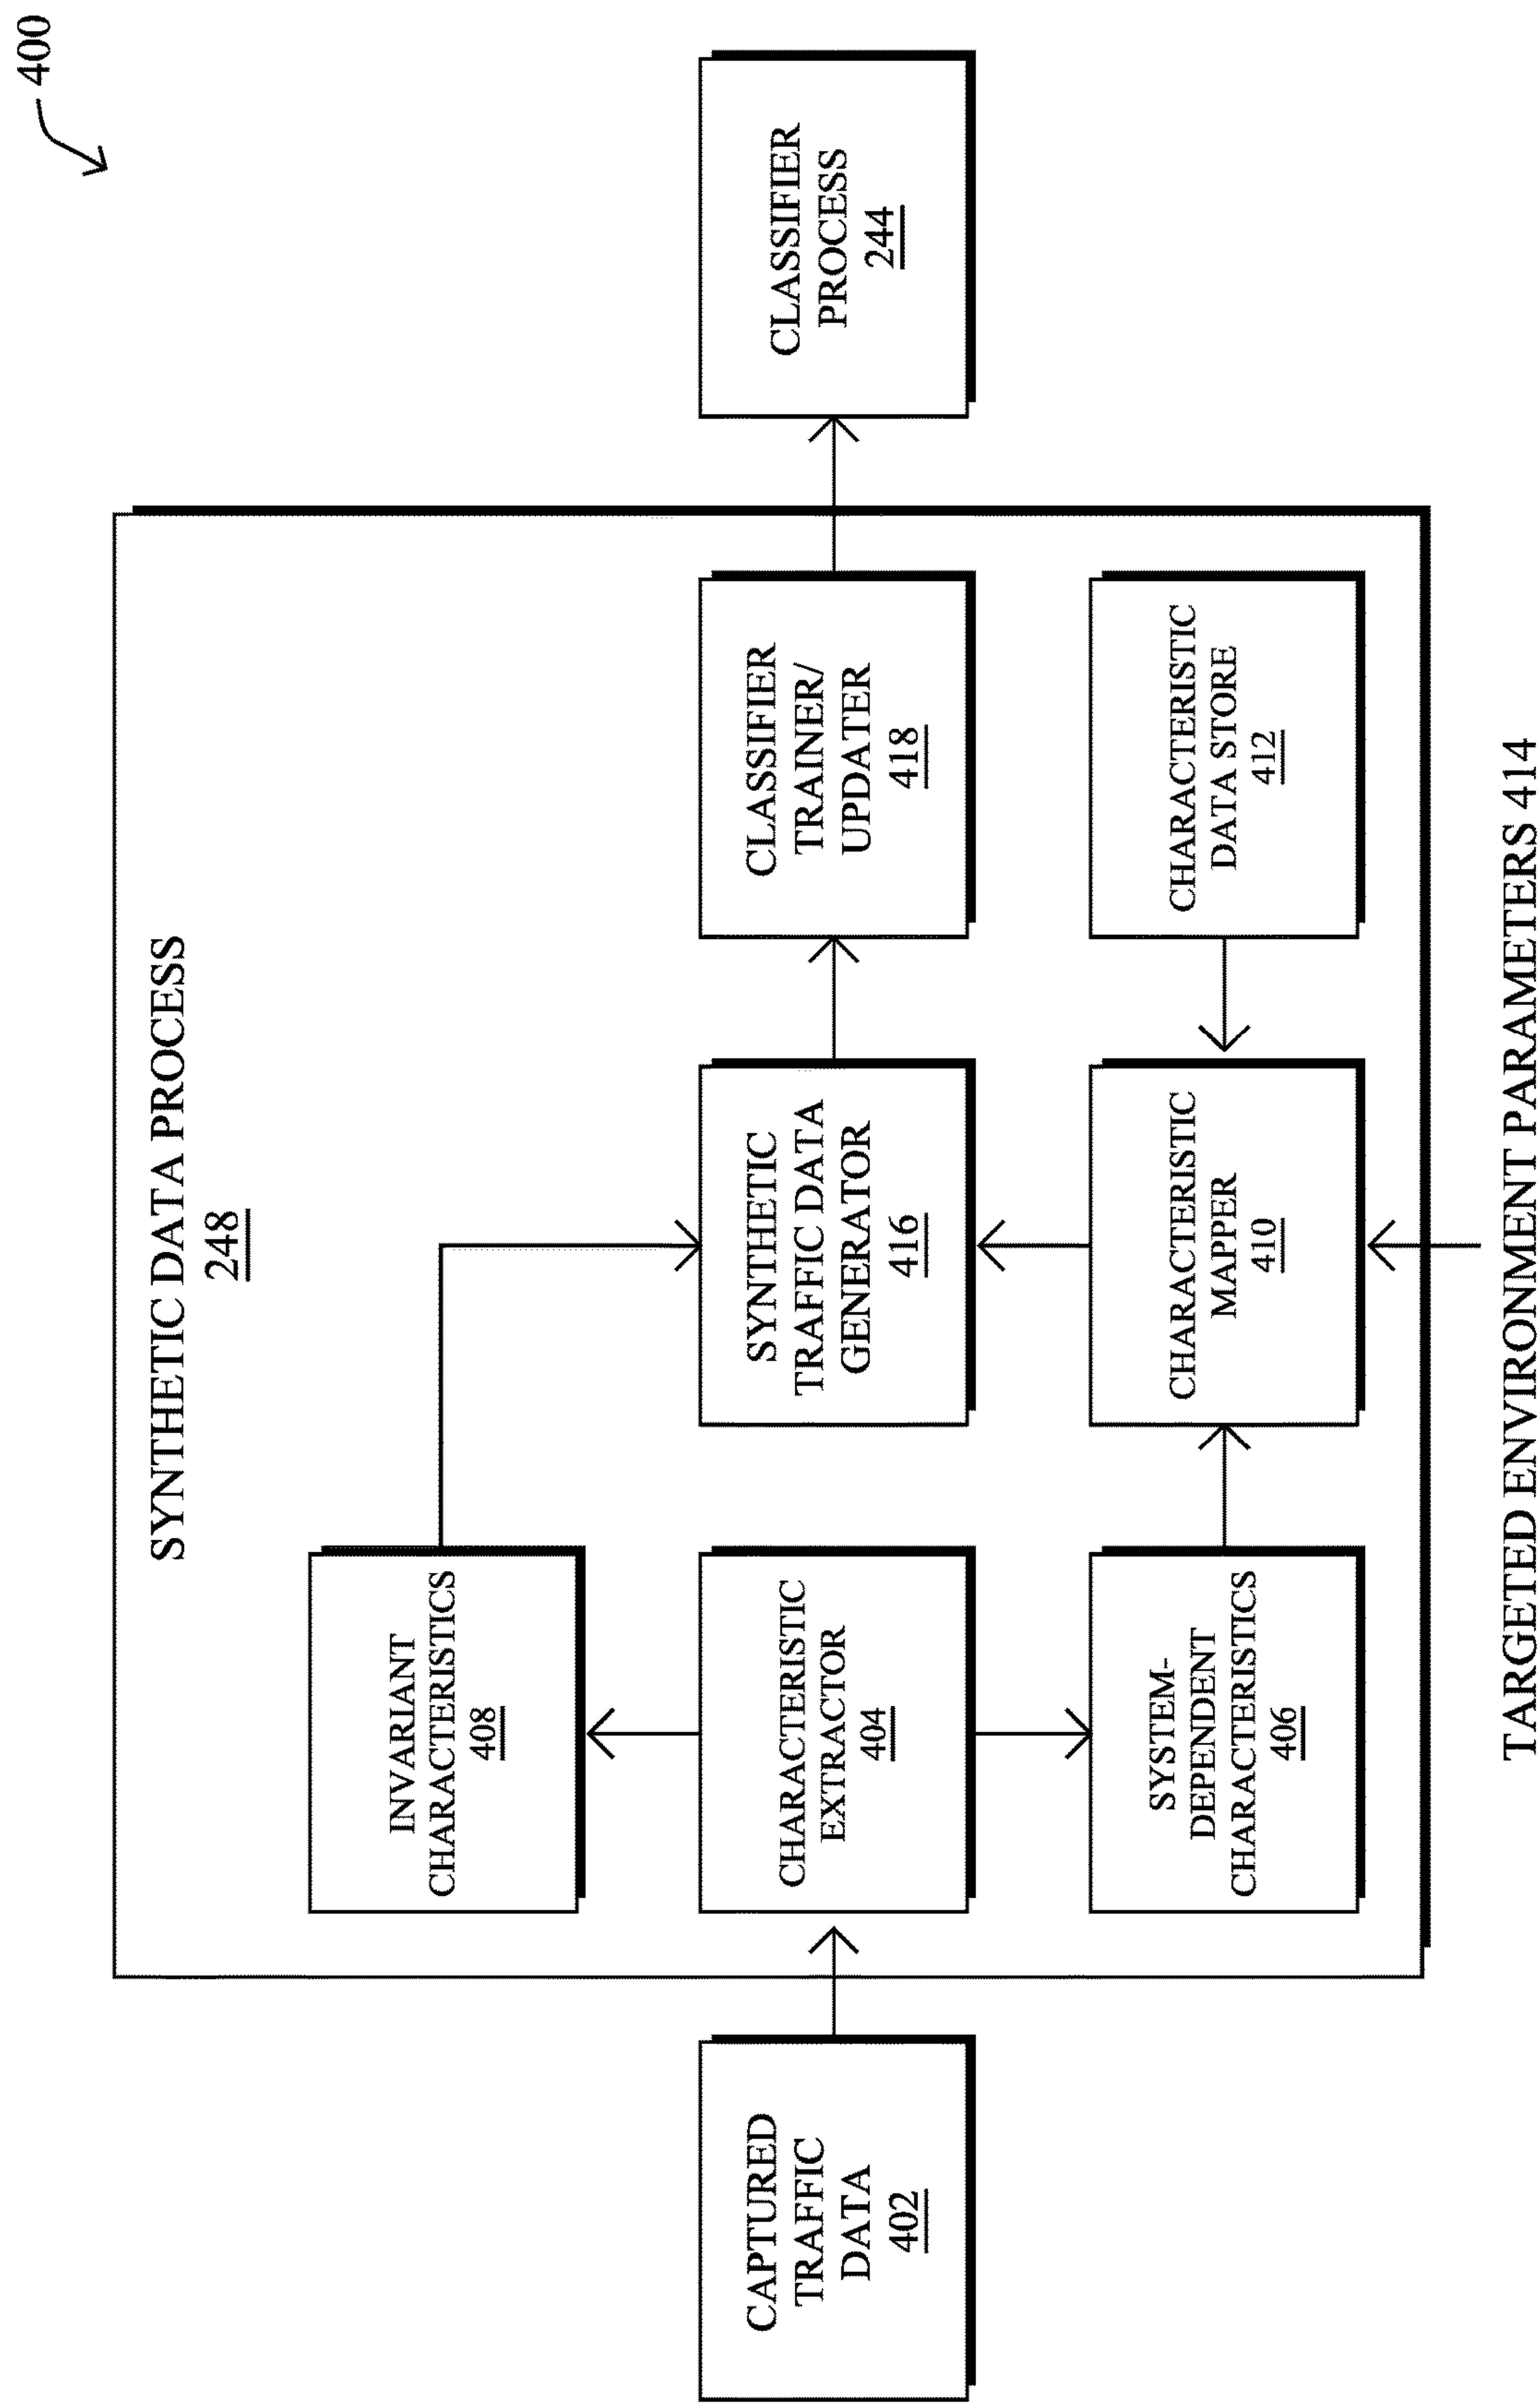 400
SYNTHETIC DATA PROCESS
248
CAPTURED
TRAFFIC
DATA
402
INVARIANT
CHARACTERISTICS
408
CHARACTERISTIC
EXTRACTOR
404
SYSTEM-
DEPENDENT
CHARACTERISTICS
406
SYNTHETIC
TRAFFIC DATA
GENERATOR
416
CHARACTERISTIC
MAPPER
410
CLASSIFIER
TRAINER/
UPDATER
418
CHARACTERISTIC
DATA STORE
412
CLASSIFIER
PROCESS
244
TARGETED ENVIRONMENT PARAMETERS 414